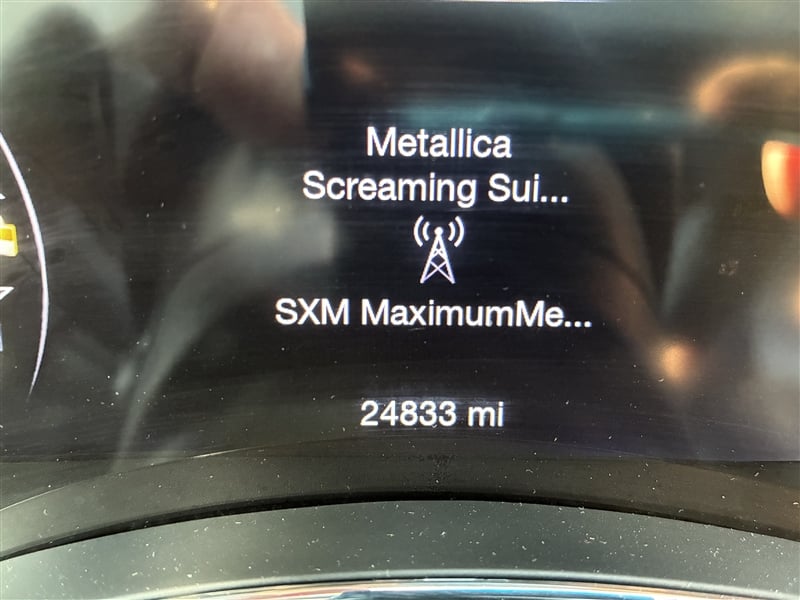 Metallica
Screaming Sui...
SXM MaximumMe...
24833 mi